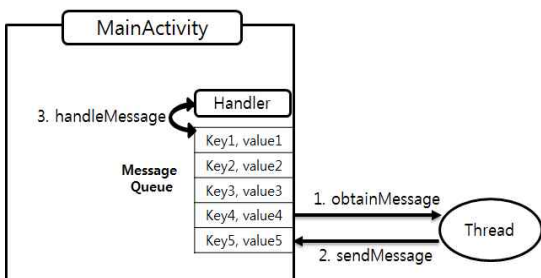 MainActivity
Handler
3. handleMessage
Key1, value1
Key2, value2
Key3, value3
Key4, value4
Key5, value5
Message
Queue
1. obtainMessage
2. sendMessage
Thread